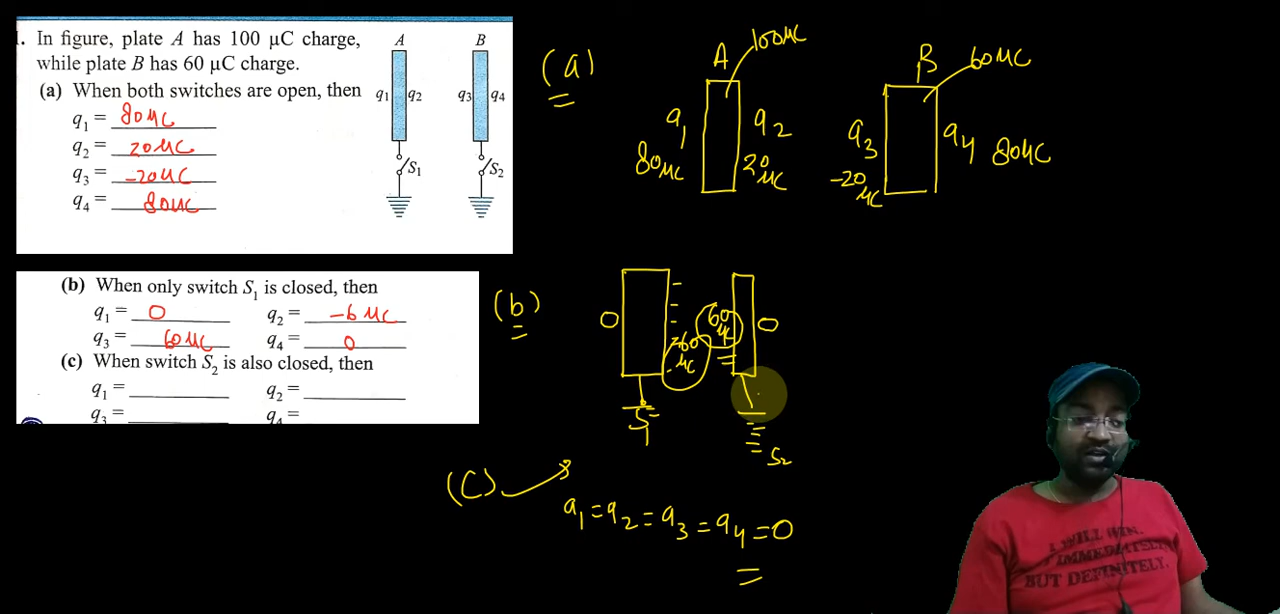 . In figure, plate A has 100 μC charge,
while plate B has 60 μC charge.
(a) When both switches are open, then
q1 = 80μC
q2 = 20μC
q3 = -20μC
q4 = 80μC
A B
q1 q2 q3 q4
S1 S2
(b) When only switch S1 is closed, then
q1 = 0 q2 = -6 μC
q3 = 60μC q4 = 0
(c) When switch S2 is also closed, then
q1 = q2 =
q3 = q4 =
(a)
A 100μC
q1 q2
80μC 20μC
B 60μC
q3 q4 80μC
-20μC
(b)
0 -60μC 60μC 0
S1 S2
(C)
q1 = q2 = q3 = q4 = 0
I WILL WIN.
IMMEDIATELY
BUT DEFINITELY.